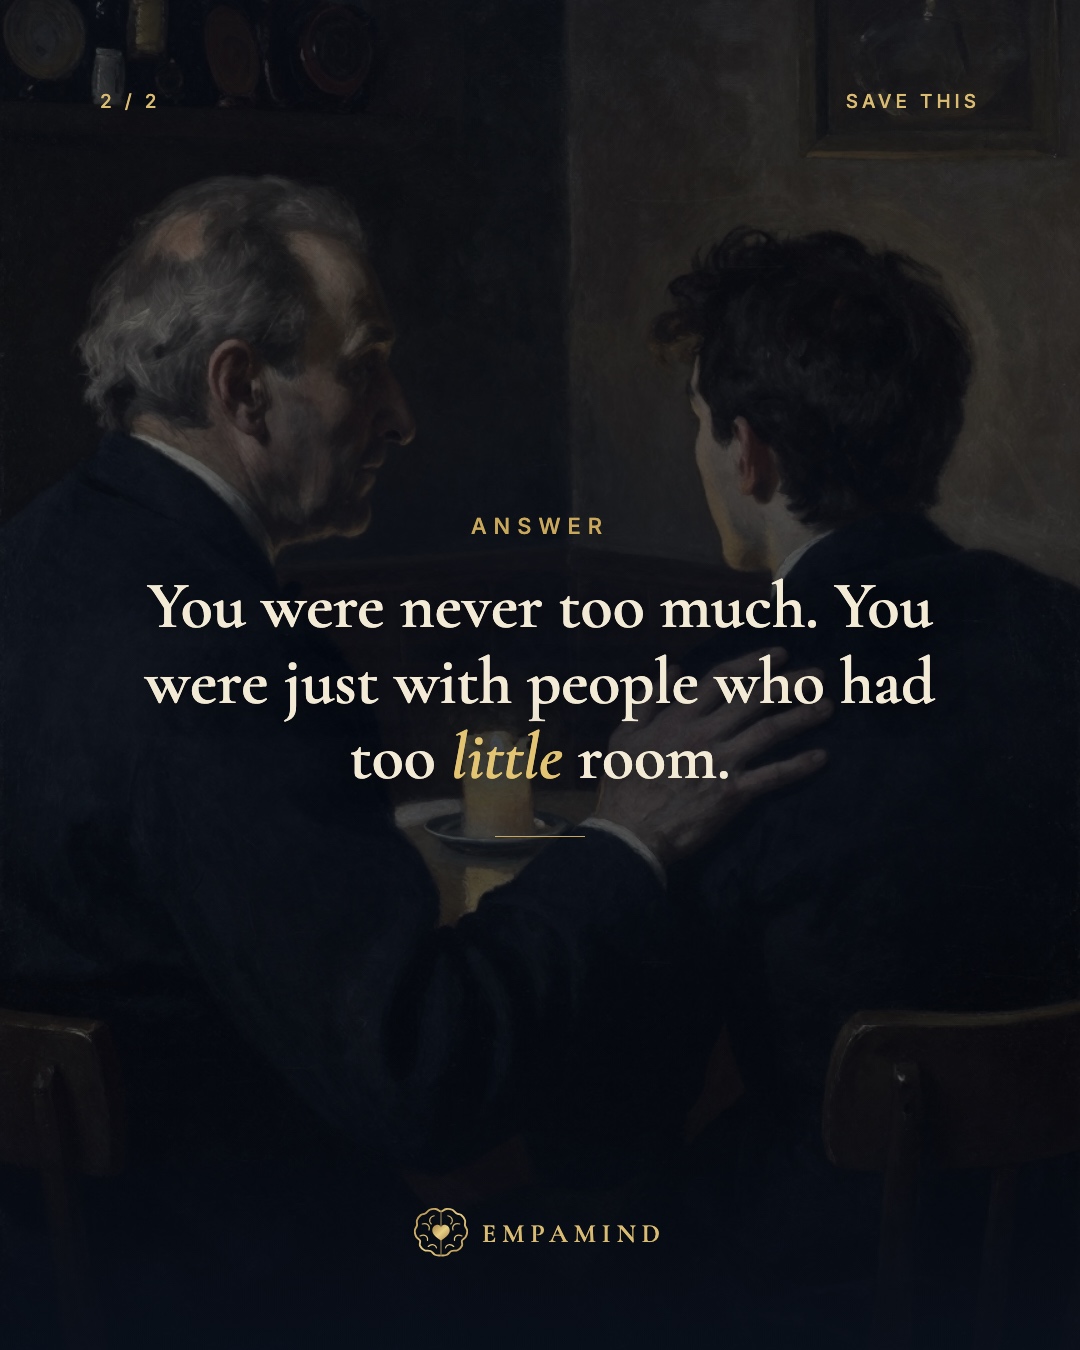 2 / 2
SAVE THIS
ANSWER
You were never too much. You
were just with people who had
too little room.
EMPAMIND